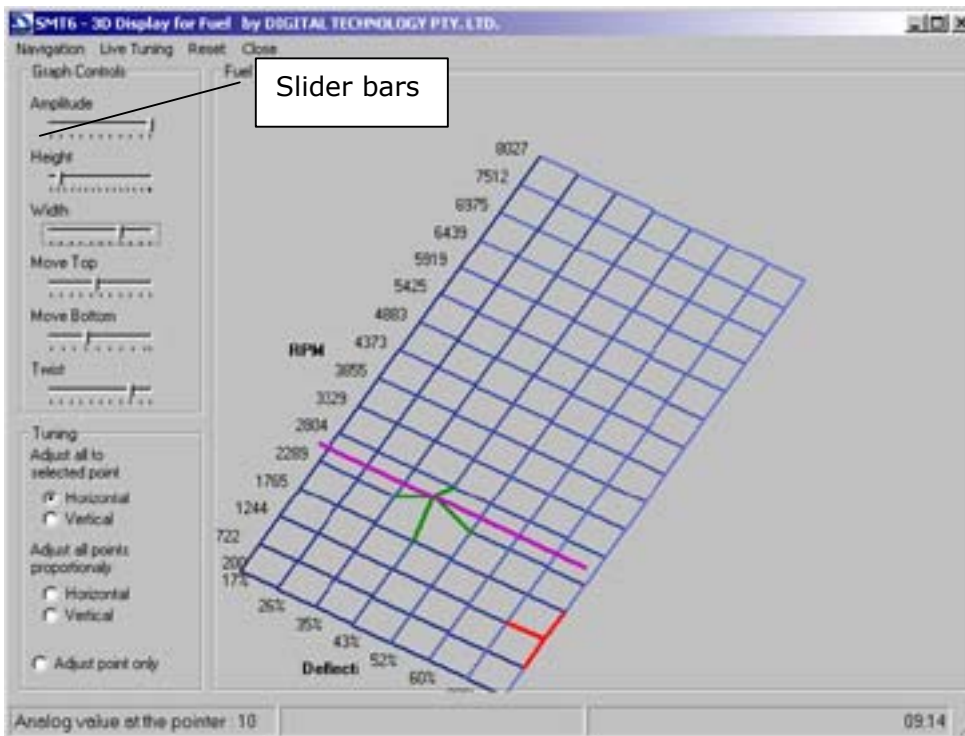 SMT6 - 3D Display for Fuel by DIGITAL TECHNOLOGY PTY. LTD.
Navigation Live Tuning Reset Close
Graph Controls
Fuel
Slider bars
Amplitude
Height
Width
Move Top
Move Bottom
Twist
Tuning
Adjust all to
selected point
Horizontal
Vertical
Adjust all points
proportionaly
Horizontal
Vertical
Adjust point only
8027
7512
6975
6439
5919
5425
4883
4373
RPM
3855
3329
2804
2289
1765
1244
722
200
17%
26%
35%
43%
52%
60%
Deflecti
Analog value at the pointer : 10
09:14